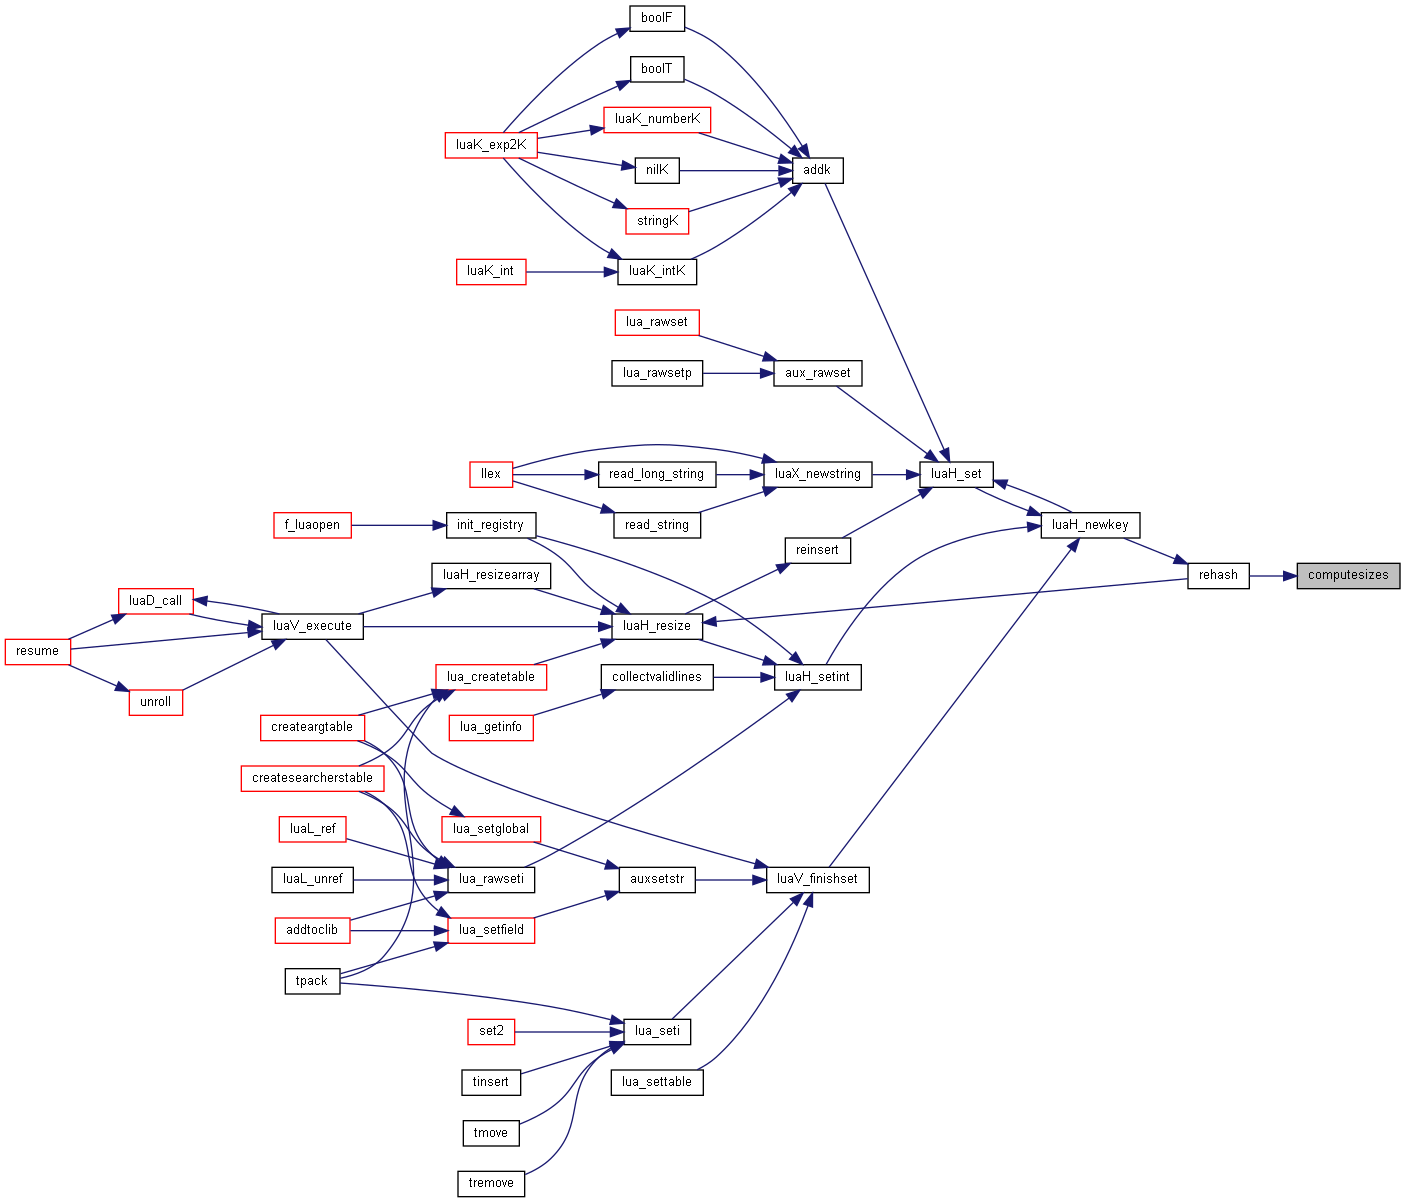 boolF
boolT
luaK_numberK
luaK_exp2K
nilK
addk
stringK
luaK_int
luaK_intK
lua_rawset
lua_rawsetp
aux_rawset
llex
read_long_string
luaX_newstring
luaH_set
f_luaopen
init_registry
read_string
luaH_newkey
reinsert
luaH_resizearray
rehash
computesizes
luaD_call
luaV_execute
luaH_resize
resume
lua_createtable
collectvalidlines
luaH_setint
unroll
createargtable
lua_getinfo
createsearcherstable
luaL_ref
lua_setglobal
luaL_unref
lua_rawseti
auxsetstr
luaV_finishset
addtoclib
lua_setfield
tpack
set2
lua_seti
tinsert
lua_settable
tmove
tremove